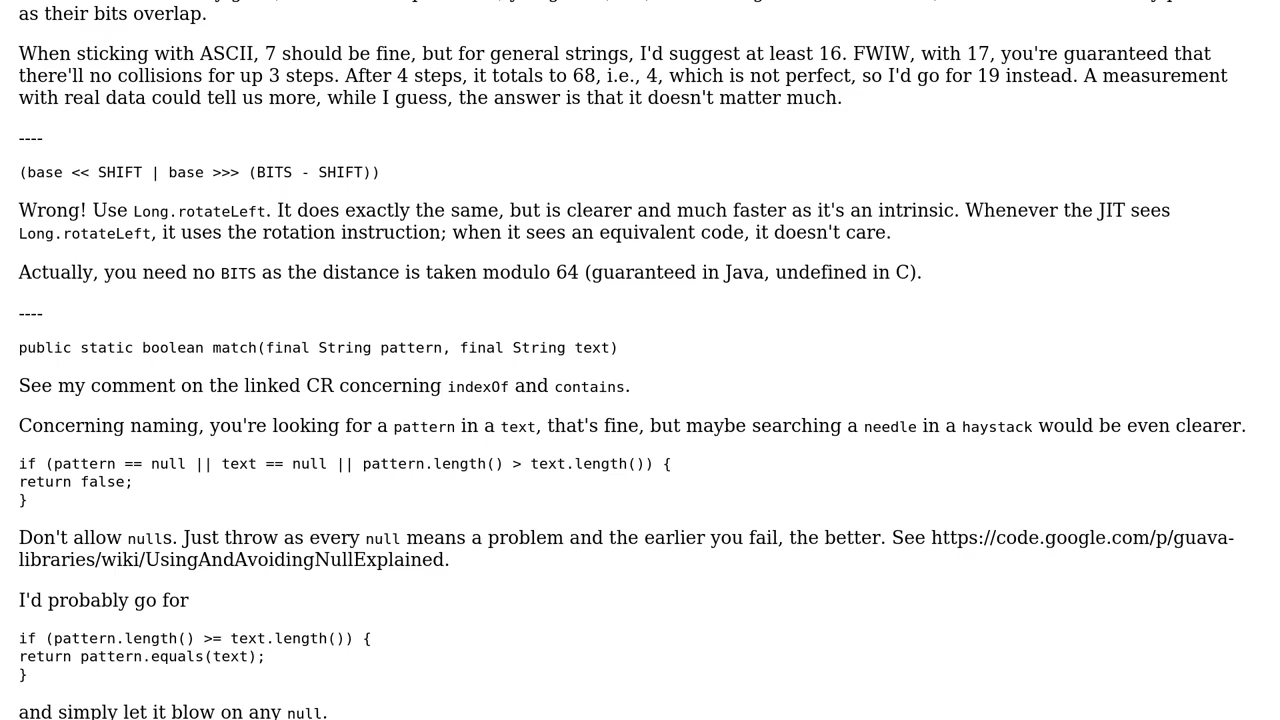 as their bits overlap.
When sticking with ASCII, 7 should be fine, but for general strings, I'd suggest at least 16. FWIW, with 17, you're guaranteed that
there'll no collisions for up 3 steps. After 4 steps, it totals to 68, i.e., 4, which is not perfect, so I'd go for 19 instead. A measurement
with real data could tell us more, while I guess, the answer is that it doesn't matter much.
----
(base << SHIFT | base >>> (BITS - SHIFT))
Wrong! Use Long.rotateLeft. It does exactly the same, but is clearer and much faster as it's an intrinsic. Whenever the JIT sees
Long.rotateLeft, it uses the rotation instruction; when it sees an equivalent code, it doesn't care.
Actually, you need no BITS as the distance is taken modulo 64 (guaranteed in Java, undefined in C).
----
public static boolean match(final String pattern, final String text)
See my comment on the linked CR concerning indexOf and contains.
Concerning naming, you're looking for a pattern in a text, that's fine, but maybe searching a needle in a haystack would be even clearer.
if (pattern == null || text == null || pattern.length() > text.length()) {
return false;
}
Don't allow nulls. Just throw as every null means a problem and the earlier you fail, the better. See https://code.google.com/p/guava-
libraries/wiki/UsingAndAvoidingNullExplained.
I'd probably go for
if (pattern.length() >= text.length()) {
return pattern.equals(text);
}
and simply let it blow on any null.